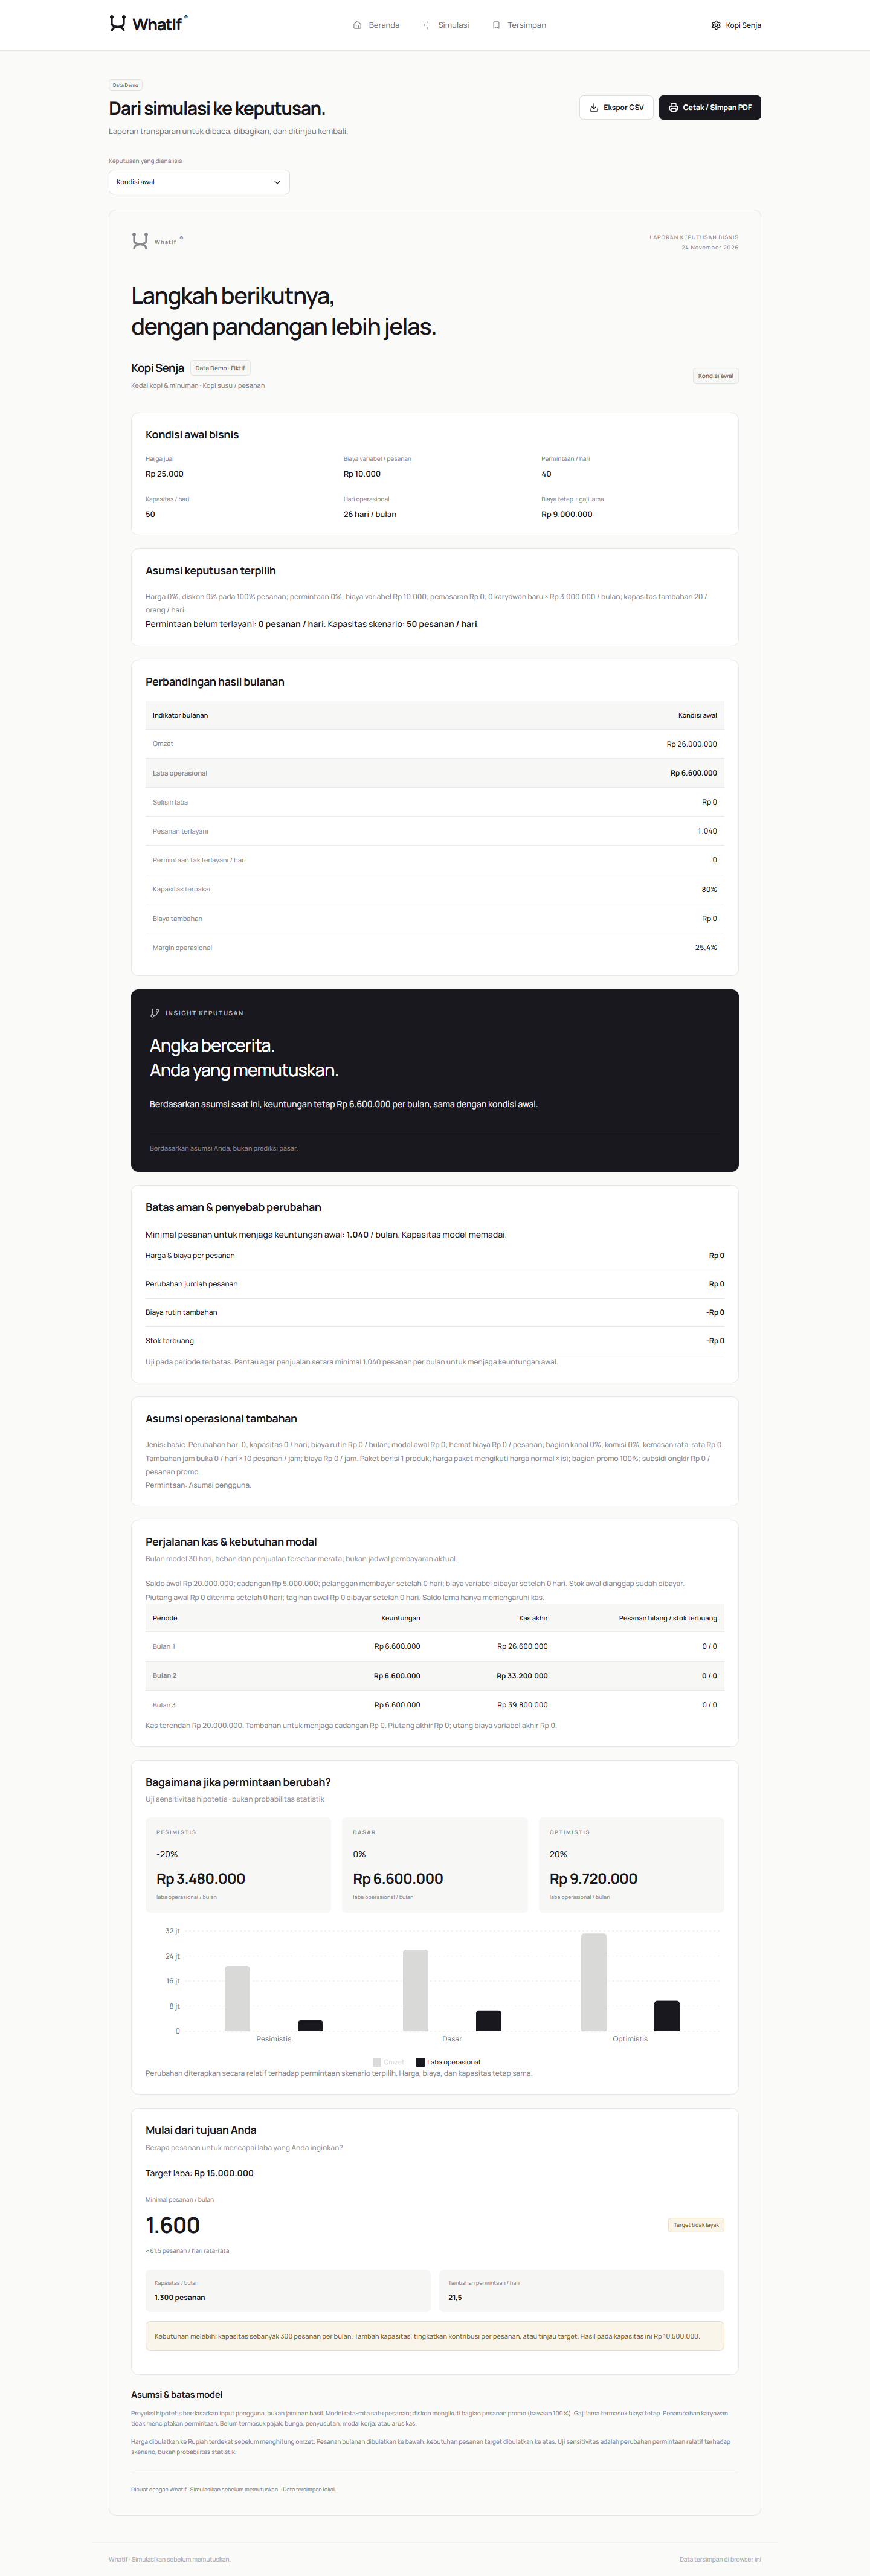 WhatIf®
Beranda
Simulasi
Tersimpan
Kopi Senja
Data Demo
Dari simulasi ke keputusan.
Laporan transparan untuk dibaca, dibagikan, dan ditinjau kembali.
Ekspor CSV
Cetak / Simpan PDF
Keputusan yang dianalisis
Kondisi awal
WhatIf®
LAPORAN KEPUTUSAN BISNIS
24 November 2026
Langkah berikutnya,
dengan pandangan lebih jelas.
Kopi Senja
Data Demo · Fiktif
Kedai kopi & minuman · Kopi susu / pesanan
Kondisi awal
Kondisi awal bisnis
Harga jual
Biaya variabel / pesanan
Permintaan / hari
Rp 25.000
Rp 10.000
40
Kapasitas / hari
Hari operasional
Biaya tetap + gaji lama
50
26 hari / bulan
Rp 9.000.000
Asumsi keputusan terpilih
Harga 0%; diskon 0% pada 100% pesanan; permintaan 0%; biaya variabel Rp 10.000; pemasaran Rp 0; 0 karyawan baru × Rp 3.000.000 / bulan; kapasitas tambahan 20 /
orang / hari.
Permintaan belum terlayani: 0 pesanan / hari. Kapasitas skenario: 50 pesanan / hari.
Perbandingan hasil bulanan
Indikator bulanan
Kondisi awal
Omzet
Rp 26.000.000
Laba operasional
Rp 6.600.000
Selisih laba
Rp 0
Pesanan terlayani
1.040
Permintaan tak terlayani / hari
0
Kapasitas terpakai
80%
Biaya tambahan
Rp 0
Margin operasional
25,4%
INSIGHT KEPUTUSAN
Angka bercerita.
Anda yang memutuskan.
Berdasarkan asumsi saat ini, keuntungan tetap Rp 6.600.000 per bulan, sama dengan kondisi awal.
Berdasarkan asumsi Anda, bukan prediksi pasar.
Batas aman & penyebab perubahan
Minimal pesanan untuk menjaga keuntungan awal: 1.040 / bulan. Kapasitas model memadai.
Harga & biaya per pesanan
Rp 0
Perubahan jumlah pesanan
Rp 0
Biaya rutin tambahan
-Rp 0
Stok terbuang
-Rp 0
Uji pada periode terbatas. Pantau agar penjualan setara minimal 1.040 pesanan per bulan untuk menjaga keuntungan awal.
Asumsi operasional tambahan
Jenis: basic. Perubahan hari 0; kapasitas 0 / hari; biaya rutin Rp 0 / bulan; modal awal Rp 0; hemat biaya Rp 0 / pesanan; bagian kanal 0%; komisi 0%; kemasan rata-rata Rp 0.
Tambahan jam buka 0 / hari × 10 pesanan / jam; biaya Rp 0 / jam. Paket berisi 1 produk; harga paket mengikuti harga normal × isi; bagian promo 100%; subsidi ongkir Rp 0 /
pesanan promo.
Permintaan: Asumsi pengguna.
Perjalanan kas & kebutuhan modal
Bulan model 30 hari, beban dan penjualan tersebar merata; bukan jadwal pembayaran aktual.
Saldo awal Rp 20.000.000; cadangan Rp 5.000.000; pelanggan membayar setelah 0 hari; biaya variabel dibayar setelah 0 hari. Stok awal dianggap sudah dibayar.
Piutang awal Rp 0 diterima setelah 0 hari; tagihan awal Rp 0 dibayar setelah 0 hari. Saldo lama hanya memengaruhi kas.
Periode
Keuntungan
Kas akhir
Pesanan hilang / stok terbuang
Bulan 1
Rp 6.600.000
Rp 26.600.000
0 / 0
Bulan 2
Rp 6.600.000
Rp 33.200.000
0 / 0
Bulan 3
Rp 6.600.000
Rp 39.800.000
0 / 0
Kas terendah Rp 20.000.000. Tambahan untuk menjaga cadangan Rp 0. Piutang akhir Rp 0; utang biaya variabel akhir Rp 0.
Bagaimana jika permintaan berubah?
Uji sensitivitas hipotetis · bukan probabilitas statistik
PESIMISTIS
DASAR
OPTIMISTIS
-20%
0%
20%
Rp 3.480.000
Rp 6.600.000
Rp 9.720.000
laba operasional / bulan
laba operasional / bulan
laba operasional / bulan
32 jt
24 jt
16 jt
8 jt
0
Pesimistis
Dasar
Optimistis
Omzet
Laba operasional
Perubahan diterapkan secara relatif terhadap permintaan skenario terpilih. Harga, biaya, dan kapasitas tetap sama.
Mulai dari tujuan Anda
Berapa pesanan untuk mencapai laba yang Anda inginkan?
Target laba: Rp 15.000.000
Minimal pesanan / bulan
1.600
Target tidak layak
≈ 61,5 pesanan / hari rata-rata
Kapasitas / bulan
1.300 pesanan
Tambahan permintaan / hari
21,5
Kebutuhan melebihi kapasitas sebanyak 300 pesanan per bulan. Tambah kapasitas, tingkatkan kontribusi per pesanan, atau tinjau target. Hasil pada kapasitas ini Rp 10.500.000.
Asumsi & batas model
Proyeksi hipotetis berdasarkan input pengguna, bukan jaminan hasil. Model rata-rata satu pesanan; diskon mengikuti bagian pesanan promo (bawaan 100%). Gaji lama termasuk biaya tetap. Penambahan karyawan
tidak menciptakan permintaan. Belum termasuk pajak, bunga, penyusutan, modal kerja, atau arus kas.
Harga dibulatkan ke Rupiah terdekat sebelum menghitung omzet. Pesanan bulanan dibulatkan ke bawah; kebutuhan pesanan target dibulatkan ke atas. Uji sensitivitas adalah perubahan permintaan relatif terhadap
skenario, bukan probabilitas statistik.
Dibuat dengan WhatIf · Simulasikan sebelum memutuskan. · Data tersimpan lokal.
WhatIf · Simulasikan sebelum memutuskan.
Data tersimpan di browser ini